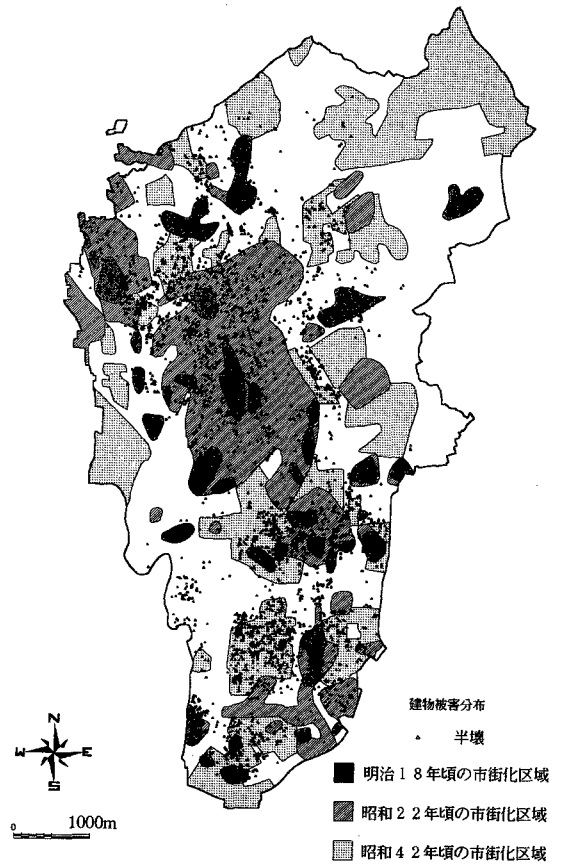 建物被害分布
半壊
明治18年頃の市街化区域
昭和22年頃の市街化区域
昭和42年頃の市街化区域
N
W E
S
0 1000m